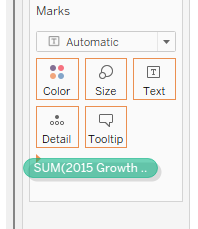 Marks
Automatic
Color Size Text
Detail Tooltip
SUM(2015 Growth ..